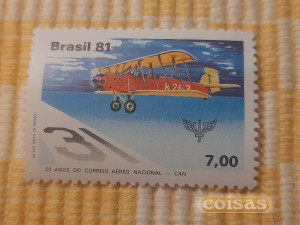 Brasil 81
K 263
31
7,00
50 ANOS DO CORREIO AÉREO NACIONAL - CAN
coisas